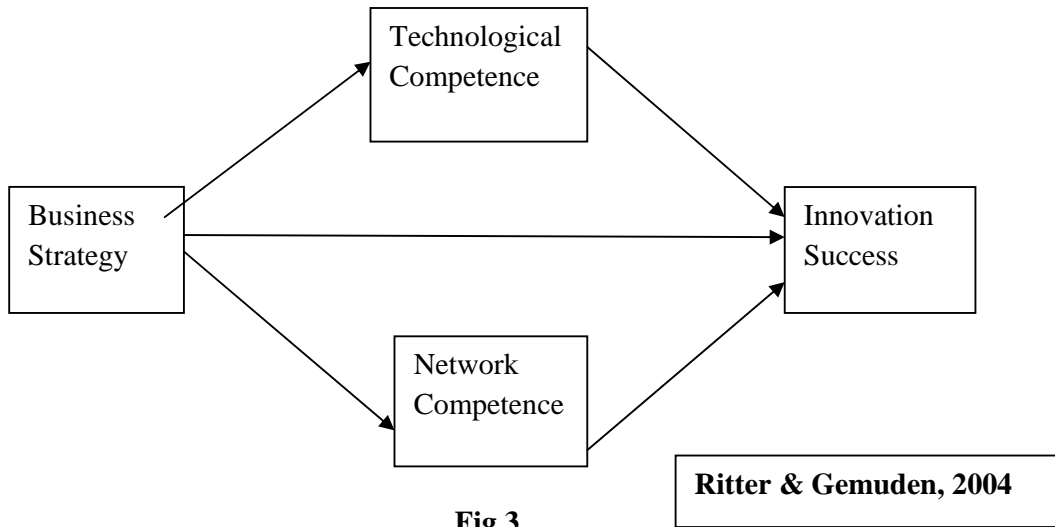 Technological
Competence
Business
Strategy
Innovation
Success
Network
Competence
Ritter & Gemuden, 2004
Fig 3